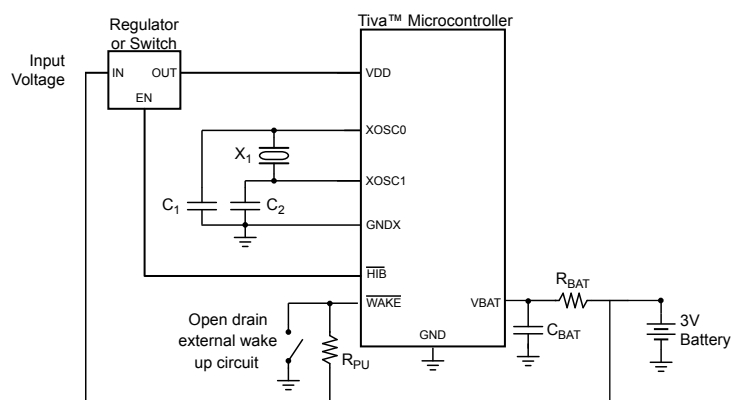 Tiva™ Microcontroller
Regulator
or Switch
Input
Voltage
IN
OUT
EN
VDD
XOSC0
X1
XOSC1
C1
C2
GNDX
HIB
WAKE
VBAT
RBAT
Open drain
external wake
up circuit
RPU
GND
CBAT
3V
Battery